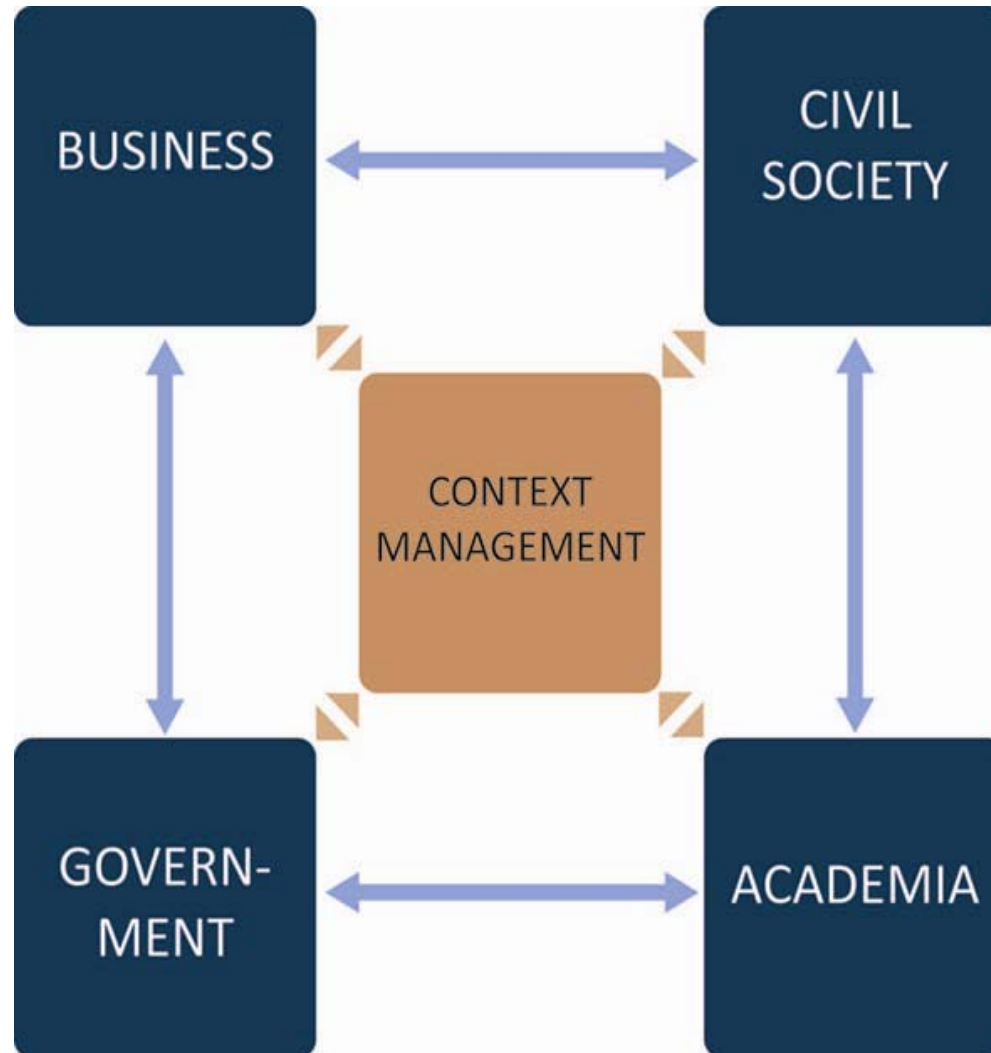 BUSINESS
CIVIL
SOCIETY
CONTEXT
MANAGEMENT
GOVERN-
MENT
ACADEMIA